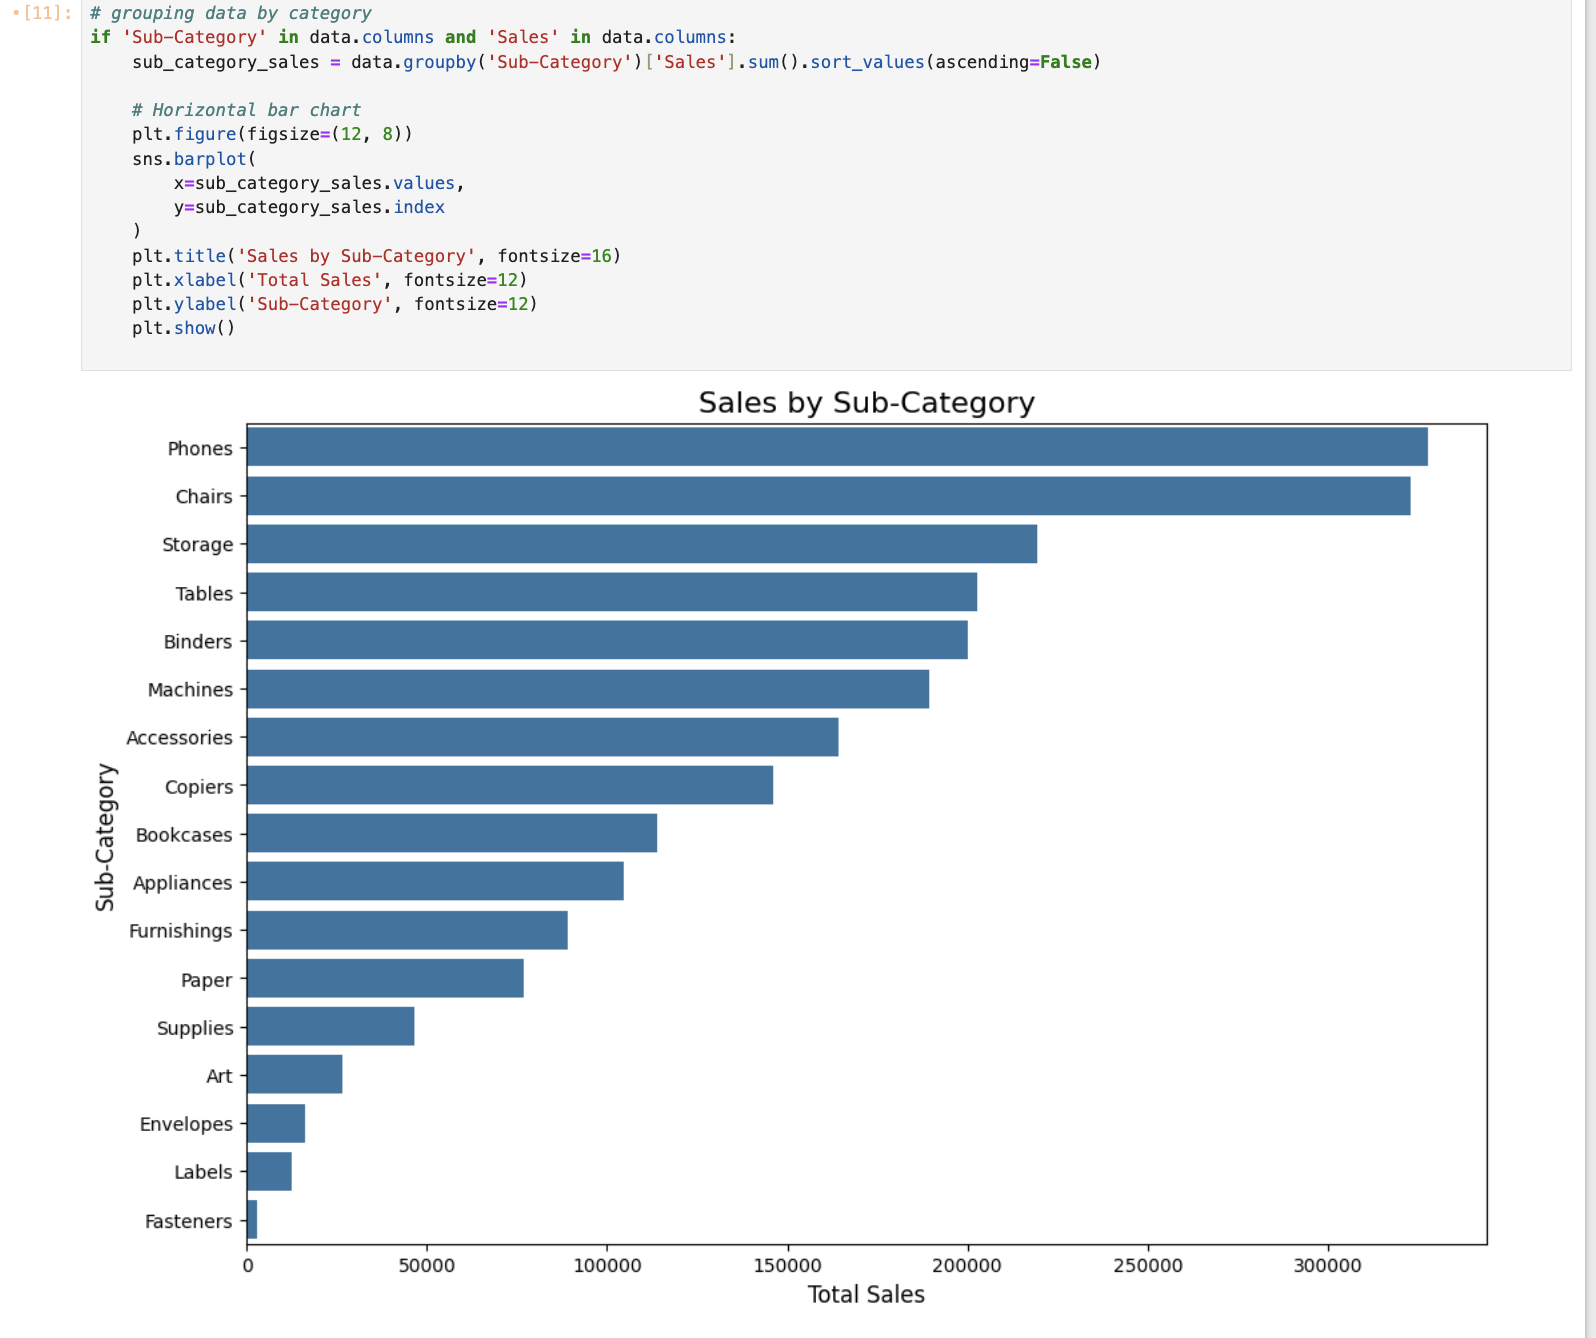 [11]:
# grouping data by category
if 'Sub-Category' in data.columns and 'Sales' in data.columns:
    sub_category_sales = data.groupby('Sub-Category')['Sales'].sum().sort_values(ascending=False)
    # Horizontal bar chart
    plt.figure(figsize=(12, 8))
    sns.barplot(
        x=sub_category_sales.values,
        y=sub_category_sales.index
    )
    plt.title('Sales by Sub-Category', fontsize=16)
    plt.xlabel('Total Sales', fontsize=12)
    plt.ylabel('Sub-Category', fontsize=12)
    plt.show()
Sales by Sub-Category
Sub-Category
Phones
Chairs
Storage
Tables
Binders
Machines
Accessories
Copiers
Bookcases
Appliances
Furnishings
Paper
Supplies
Art
Envelopes
Labels
Fasteners
0 50000 100000 150000 200000 250000 300000
Total Sales